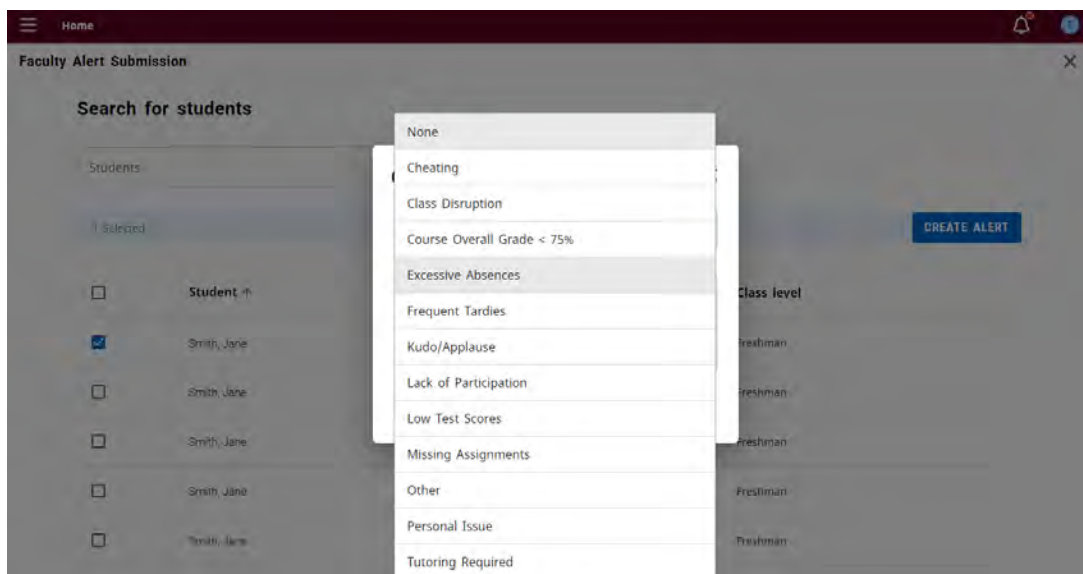 Home
Faculty Alert Submission
Search for students
Students
1 Selected
CREATE ALERT
None
Cheating
Class Disruption
Course Overall Grade < 75%
Excessive Absences
Frequent Tardies
Kudo/Applause
Lack of Participation
Low Test Scores
Missing Assignments
Other
Personal Issue
Tutoring Required
Student ↑ Class level
Smith, Jane Freshman
Smith, Jane Freshman
Smith, Jane Freshman
Smith, Jane Freshman
Smith, Jane Freshman